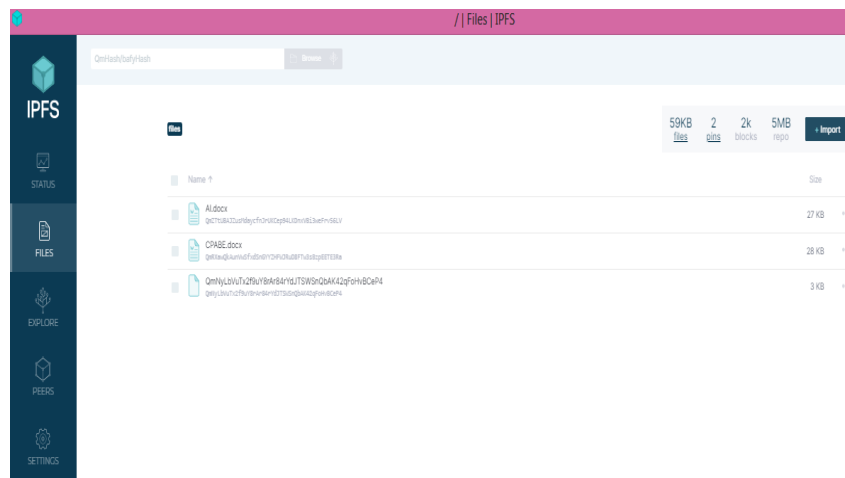 / | Files | IPFS
QmHash/bafyHash
Browse
IPFS
STATUS
FILES
EXPLORE
PEERS
SETTINGS
files
59KB files
2 pins
2k blocks
5MB repo
+ Import
Name ↑
Size
AI.docx
27 KB
CPABE.docx
28 KB
QmNyLbVuTx2f9uY8rAr84rYdJTSWSnQbAK42qFoHvBCeP4
3 KB
QmNyLbVuTx2f9uY8rAr84rYdJTSWSnQbAK42qFoHvBCeP4